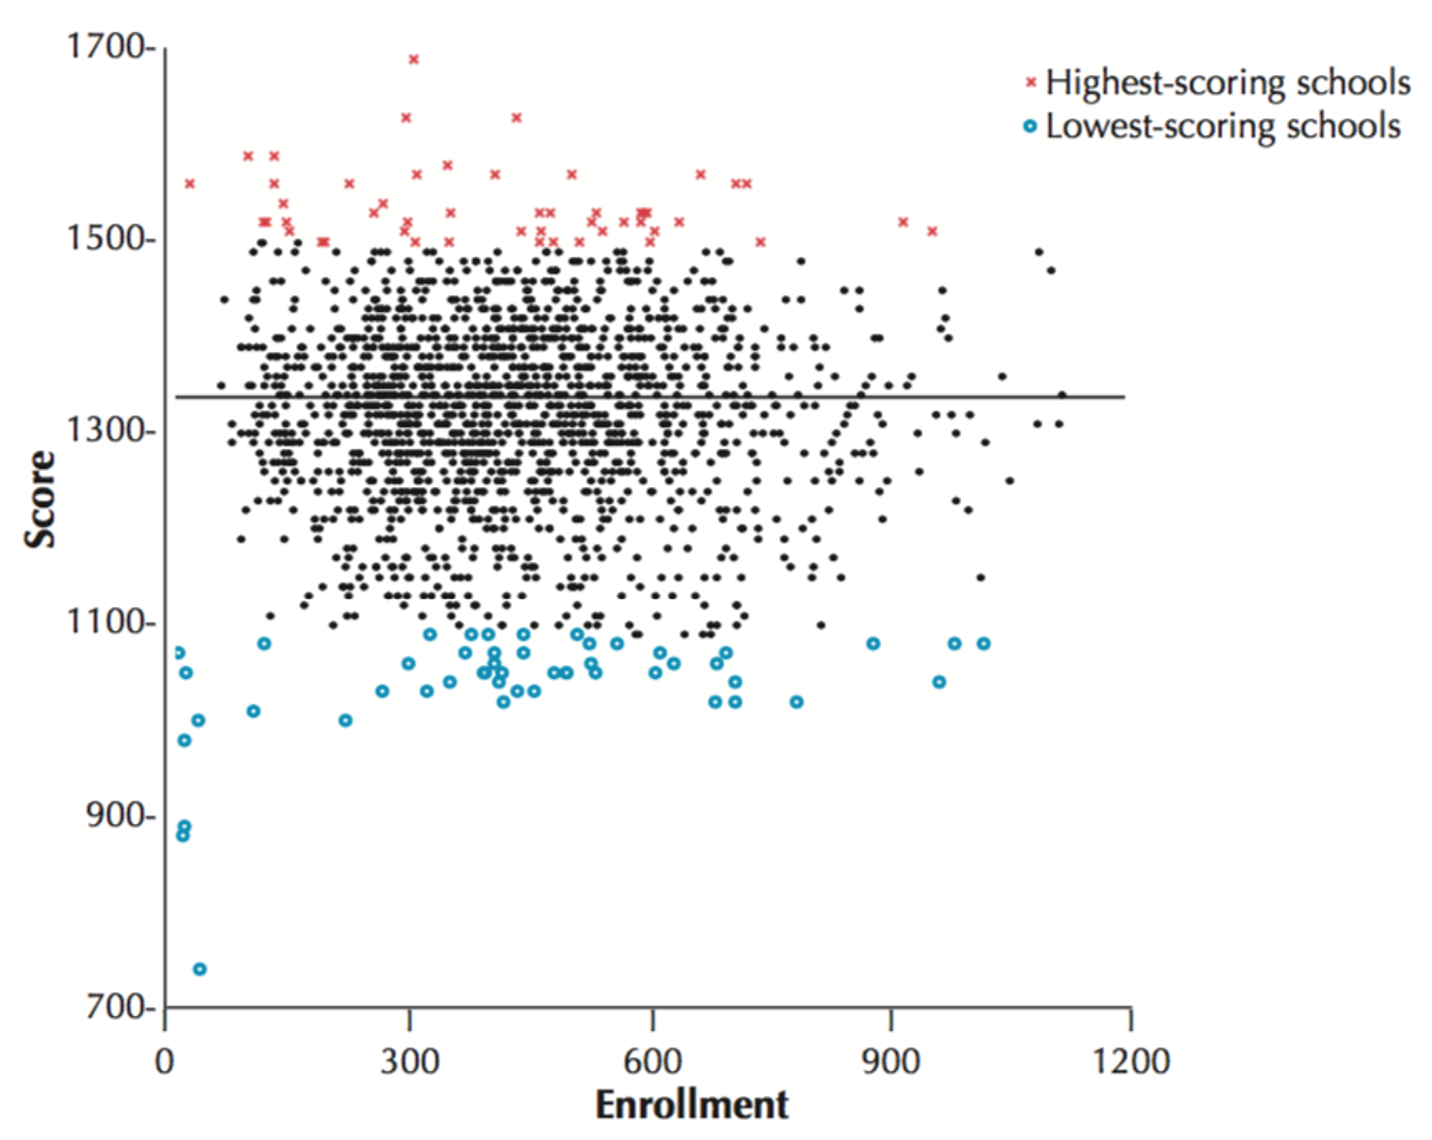 1700-
Highest-scoring schools
Lowest-scoring schools
1500-
1300-
Score
1100-
900-
700-
0 300 600 900 1200
Enrollment